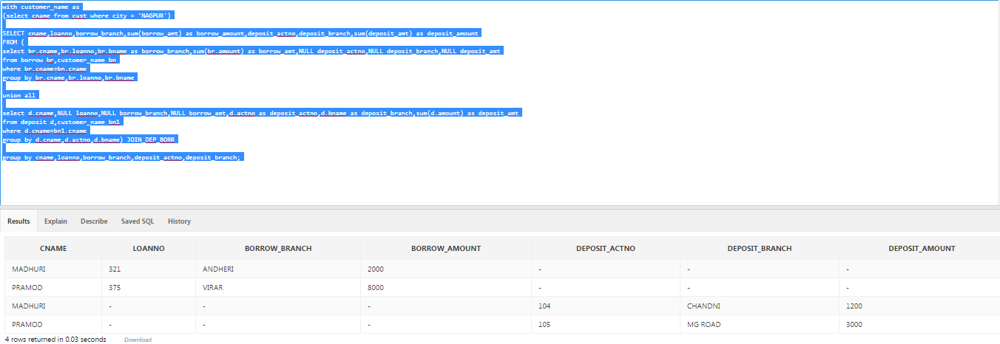 with customer_name as
(select cname from cust where city = 'NAGPUR')
SELECT cname,loanno,borrow_branch,sum(borrow_amt) as borrow_amount,deposit_actno,deposit_branch,sum(deposit_amt) as deposit_amount
FROM (
select br.cname,br.loanno,br.bname as borrow_branch,sum(br.amount) as borrow_amt,NULL deposit_actno,NULL deposit_branch,NULL deposit_amt
from borrow br,customer_name bn
where br.cname=bn.cname
group by br.cname,br.loanno,br.bname
union all
select d.cname,NULL loanno,NULL borrow_branch,NULL borrow_amt,d.actno as deposit_actno,d.bname as deposit_branch,sum(d.amount) as deposit_amt
from deposit d,customer_name bn1
where d.cname=bn1.cname
group by d.cname,d.actno,d.bname) JOIN_DEP_BORR
group by cname,loanno,borrow_branch,deposit_actno,deposit_branch;
Results Explain Describe Saved SQL History
CNAME LOANNO BORROW_BRANCH BORROW_AMOUNT DEPOSIT_ACTNO DEPOSIT_BRANCH DEPOSIT_AMOUNT
MADHURI 321 ANDHERI 2000 - - -
PRAMOD 375 VIRAR 8000 - - -
MADHURI - - - 104 CHANDNI 1200
PRAMOD - - - 105 MG ROAD 3000
4 rows returned in 0.03 seconds Download